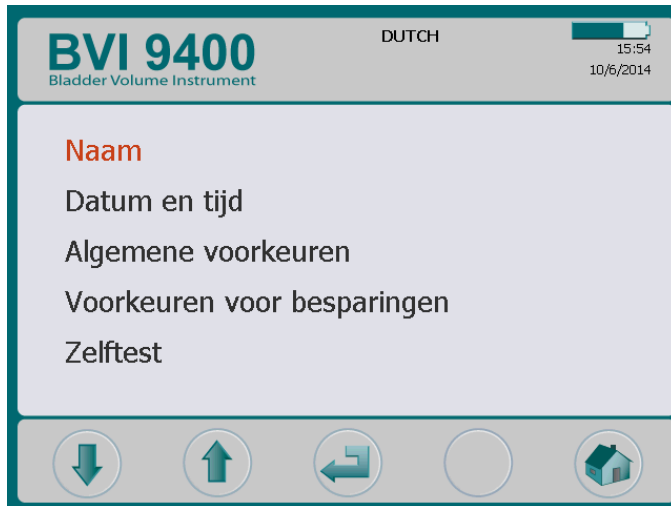 BVI 9400
Bladder Volume Instrument
DUTCH
15:54
10/6/2014
Naam
Datum en tijd
Algemene voorkeuren
Voorkeuren voor besparingen
Zelftest